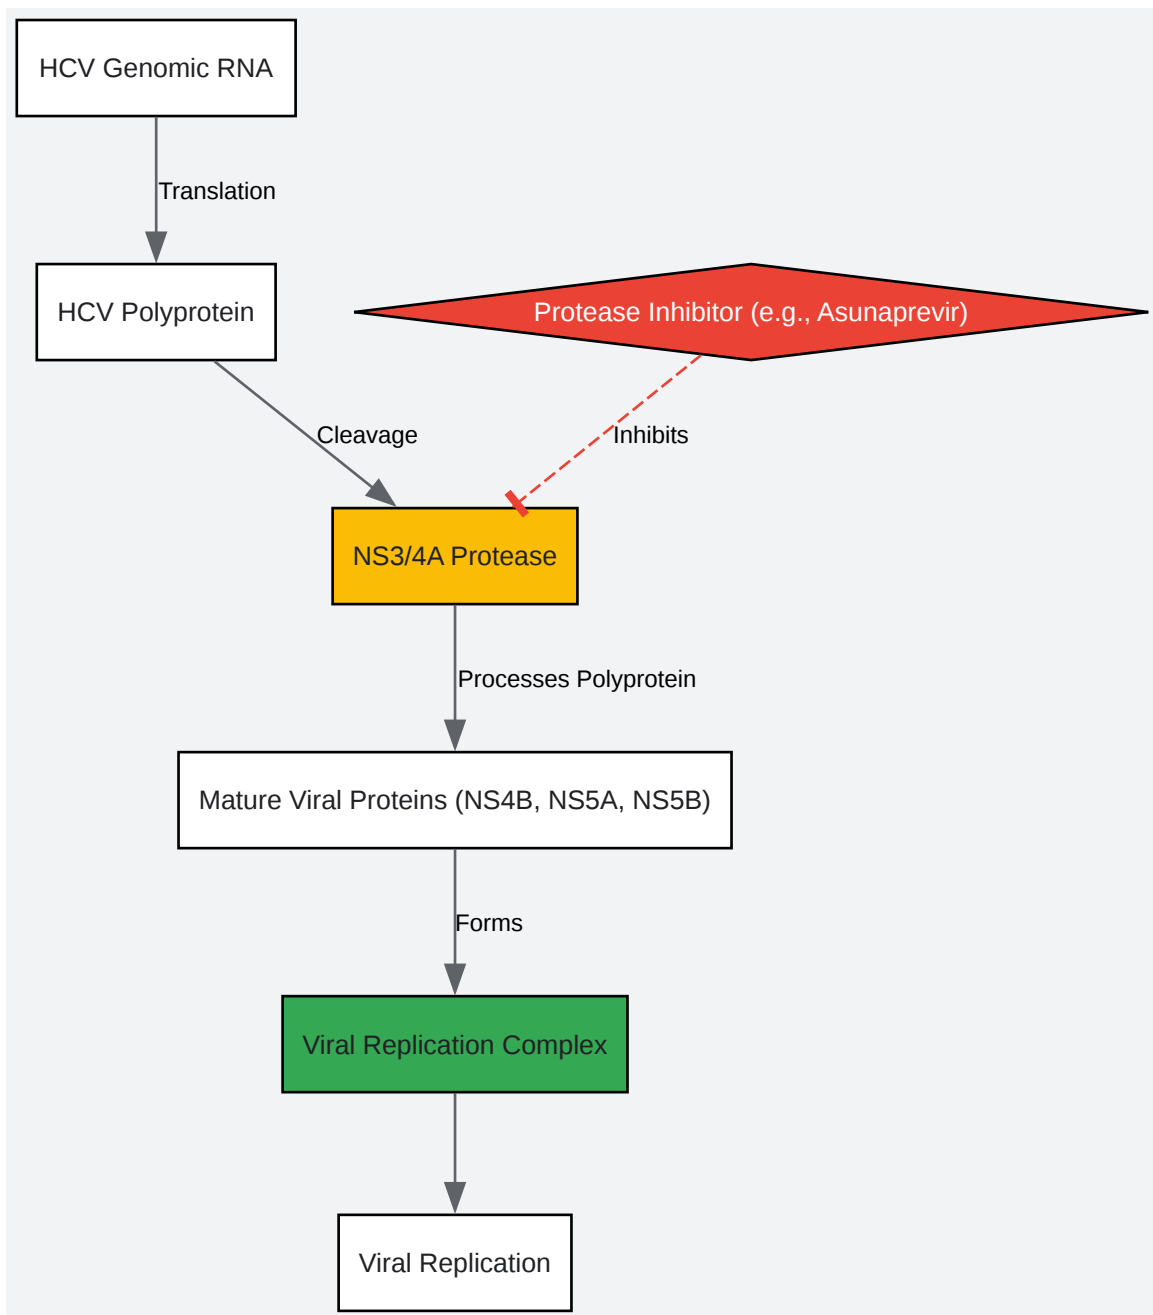 HCV Genomic RNA
Translation
HCV Polyprotein
Protease Inhibitor (e.g., Asunaprevir)
Cleavage
Inhibits
NS3/4A Protease
Processes Polyprotein
Mature Viral Proteins (NS4B, NS5A, NS5B)
Forms
Viral Replication Complex
Viral Replication